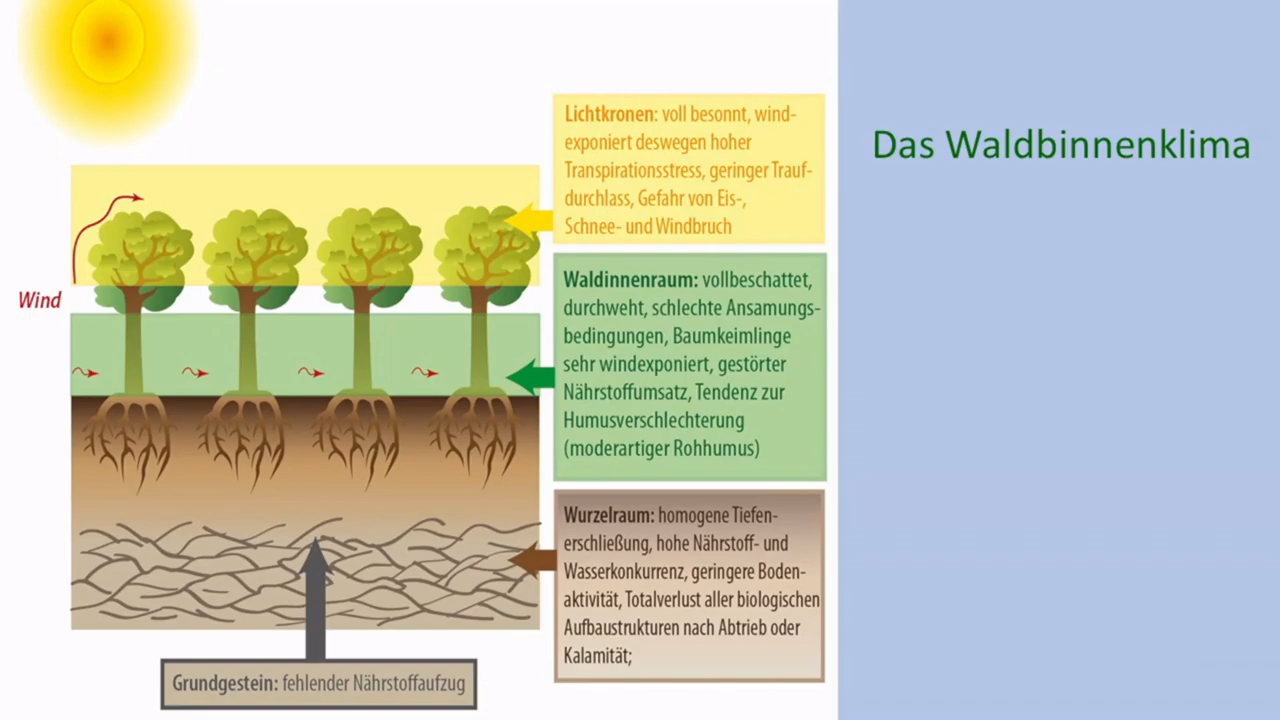 Das Waldbinnenklima
Lichtkronen: voll besonnt, wind-
exponiert deswegen hoher
Transpirationsstress, geringer Trauf-
durchlass, Gefahr von Eis-,
Schnee- und Windbruch
Wind
Waldinnenraum: vollbeschattet,
durchweht, schlechte Ansamungs-
bedingungen, Baumkeimlinge
sehr windexponiert, gestörter
Nährstoffumsatz, Tendenz zur
Humusverschlechterung
(moderartiger Rohhumus)
Wurzelraum: homogene Tiefen-
erschließung, hohe Nährstoff- und
Wasserkonkurrenz, geringere Boden-
aktivität, Totalverlust aller biologischen
Aufbaustrukturen nach Abtrieb oder
Kalamität;
Grundgestein: fehlender Nährstoffaufzug